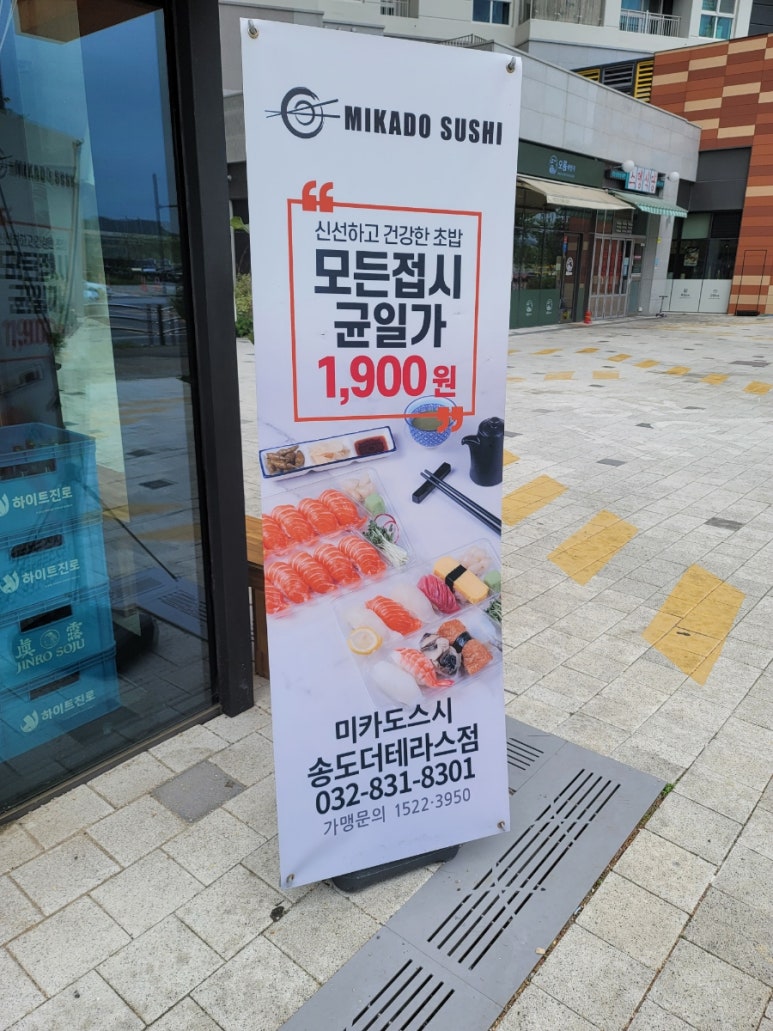 MIKADO SUSHI
신선하고 건강한 초밥
모든접시
균일가
1,900원
미카도스시
송도더테라스점
032-831-8301
가맹문의 1522·3950
하이트진로
하이트진로
JINRO SOJU
하이트진로